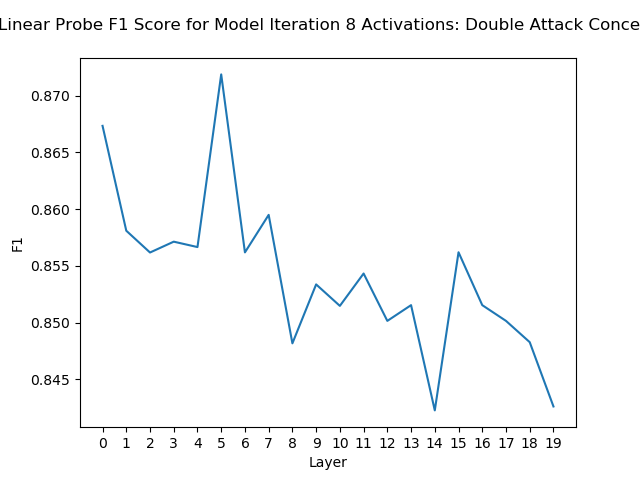 Linear Probe F1 Score for Model Iteration 8 Activations: Double Attack Conce
0.870
0.865
0.860
0.855
0.850
0.845
F1
0 1 2 3 4 5 6 7 8 9 10 11 12 13 14 15 16 17 18 19
Layer